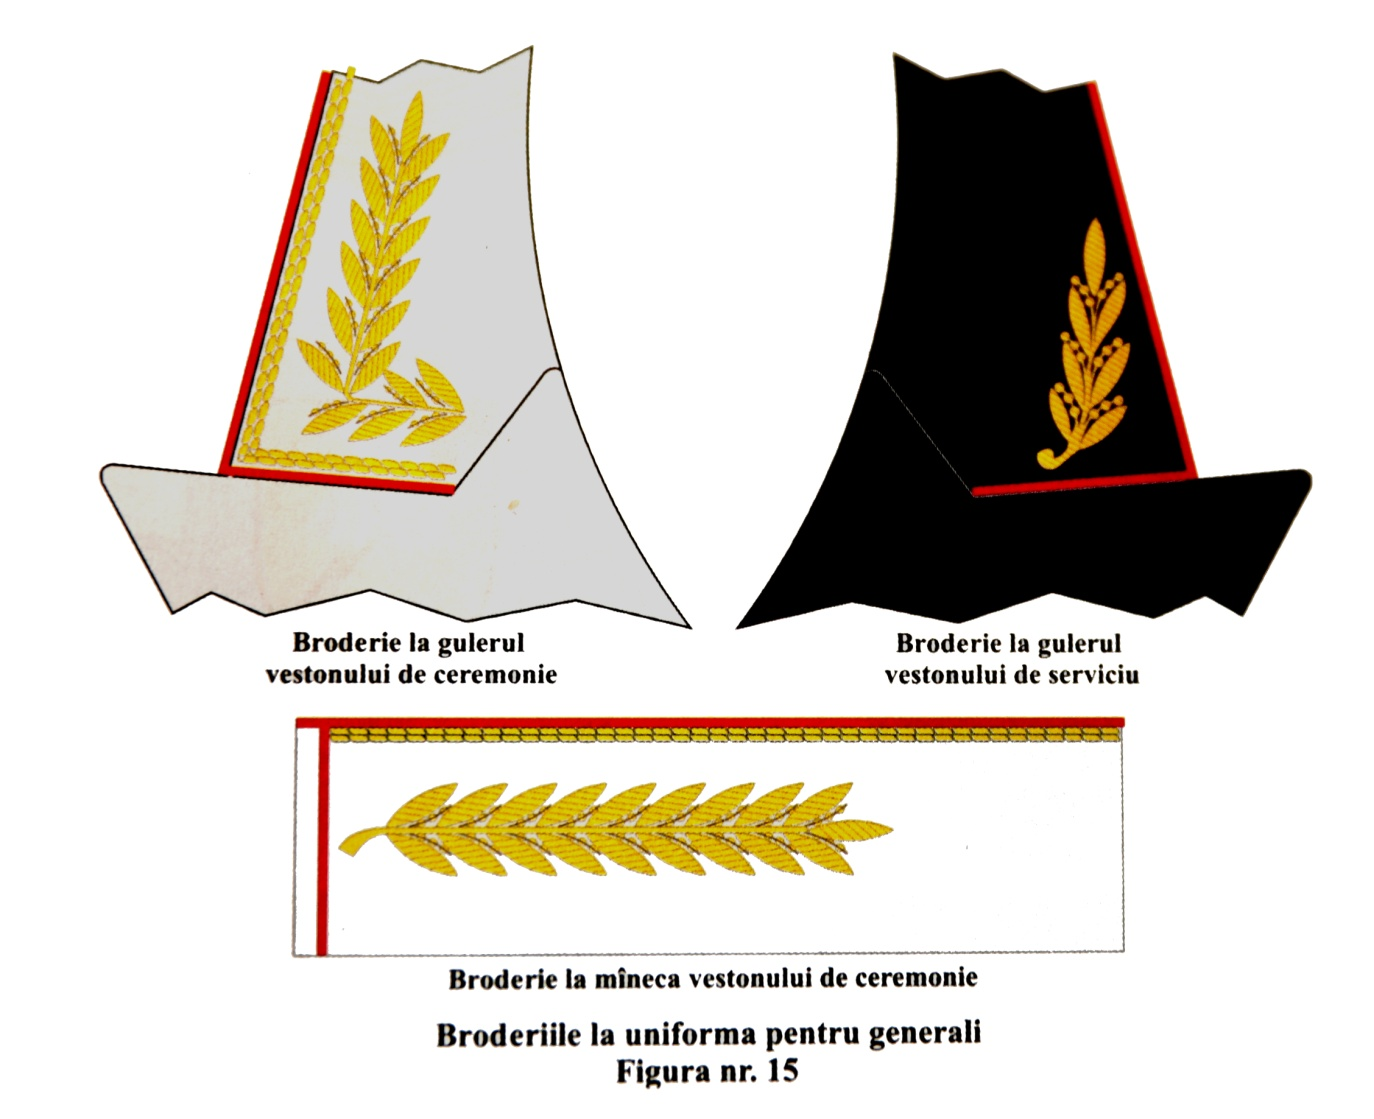 Broderie la gulerul
vestonului de ceremonie
Broderie la gulerul
vestonului de serviciu
Broderie la mîneca vestonului de ceremonie
Broderiile la uniforma pentru generali
Figura nr. 15